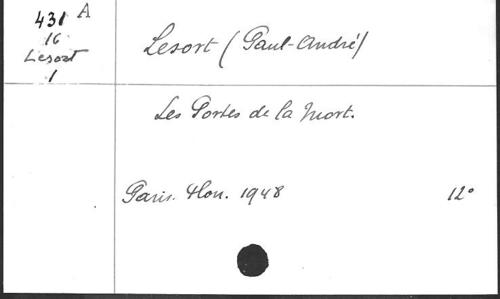 431 A
16
Lesort
1
Lesort (Paul-André)
Les Portes de la Mort.
Paris. Plon. 1948 12°